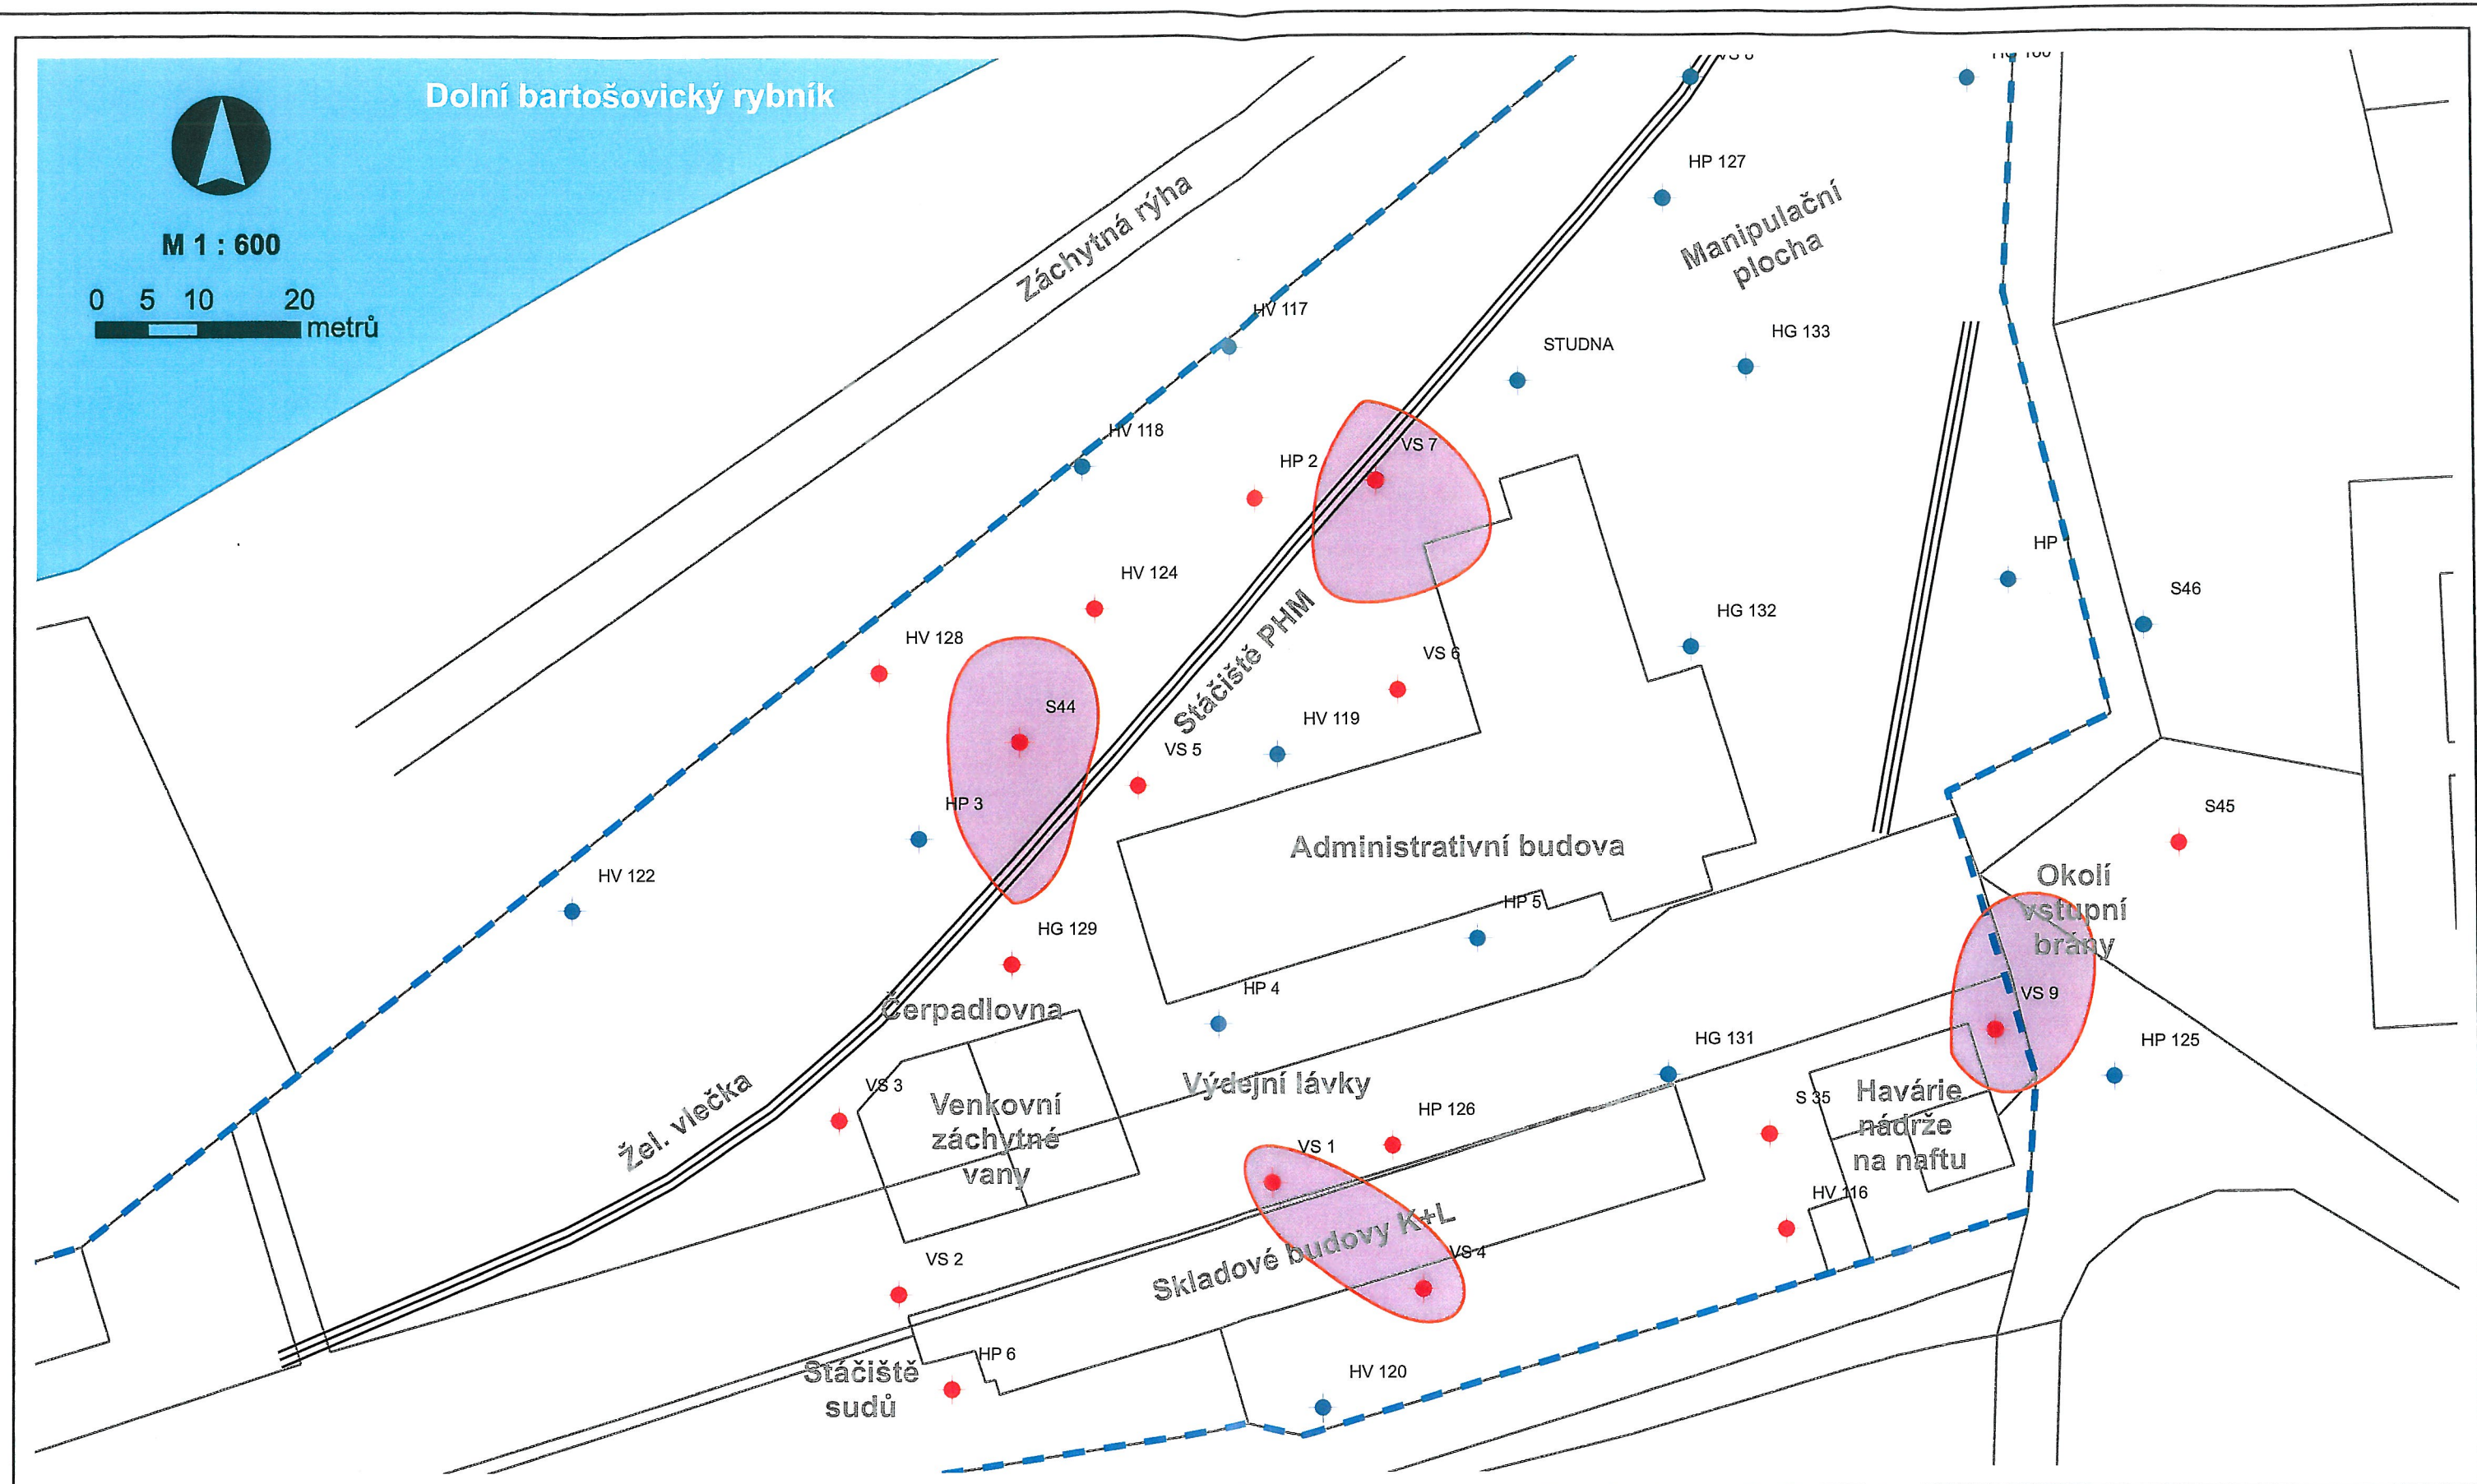 Dolní bartošovický rybník
M 1 : 600
0 5 10 20
metrů
Záchytná rýha
HP 127
Manipulační
plocha
HV 117
STUDNA
HG 133
HV 118
VS 7
HP 2
HP
HV 124
S46
HG 132
HV 128
Stáčiště PHM
VS 6
S44
HV 119
VS 5
HP 3
S45
Administrativní budova
HV 122
Okolí
vstupní
brány
HP 5
HG 129
HP 4
VS 9
Čerpadlovna
HG 131
HP 125
VS 3
Výdejní lávky
Venkovní
záchytné
vany
Žel. vlečka
HP 126
S 35
Havárie
nádrže
na naftu
VS 1
HV 116
Skladové budovy K+L
VS 4
VS 2
HP 6
Stáčiště
sudů
HV 120